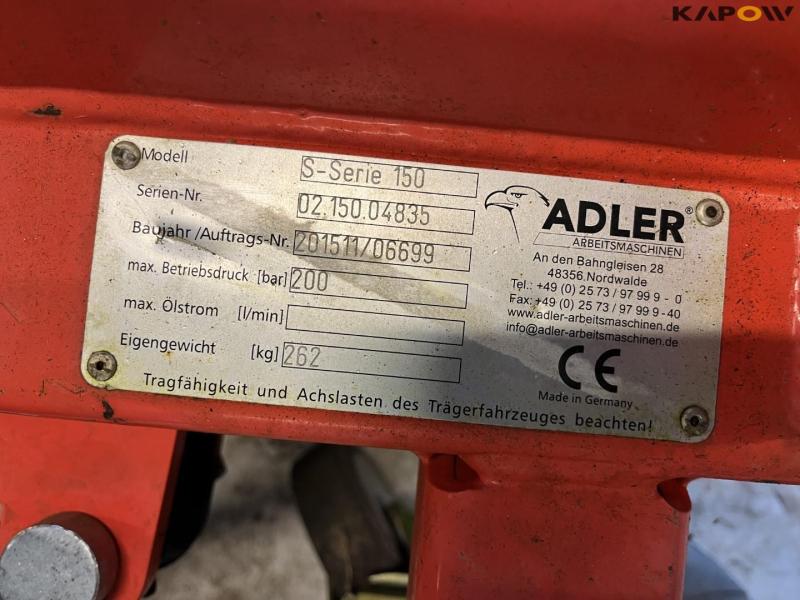 KAPOW
Modell S-Serie 150
Serien-Nr. 02.150.04835
Baujahr /Auftrags-Nr. 201511/06699
max. Betriebsdruck [bar] 200
max. Ölstrom [l/min]
Eigengewicht [kg] 262
ADLER®
ARBEITSMASCHINEN
An den Bahngleisen 28
48356 Nordwalde
Tel.: +49 (0) 25 73 / 97 99 9 - 0
Fax: +49 (0) 25 73 / 97 99 9 -40
www.adler-arbeitsmaschinen.de
info@adler-arbeitsmaschinen.de
CE
Made in Germany
Tragfähigkeit und Achslasten des Trägerfahrzeuges beachten!